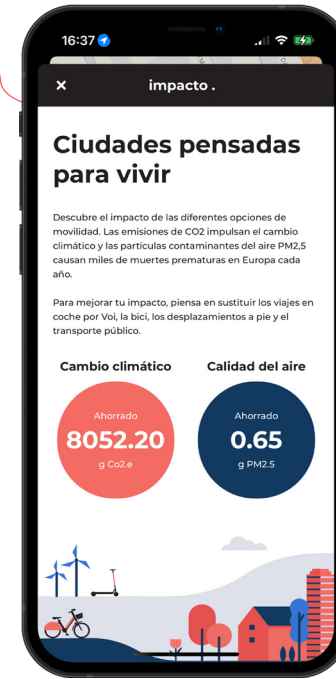 16:37
impacto .
Ciudades pensadas
para vivir
Descubre el impacto de las diferentes opciones de
movilidad. Las emisiones de CO2 impulsan el cambio
climático y las partículas contaminantes del aire PM2,5
causan miles de muertes prematuras en Europa cada
año.
Para mejorar tu impacto, piensa en sustituir los viajes en
coche por Voi, la bici, los desplazamientos a pie y el
transporte público.
Cambio climático
Calidad del aire
Ahorrado
8052.20
g Co2.e
Ahorrado
0.65
g PM2.5